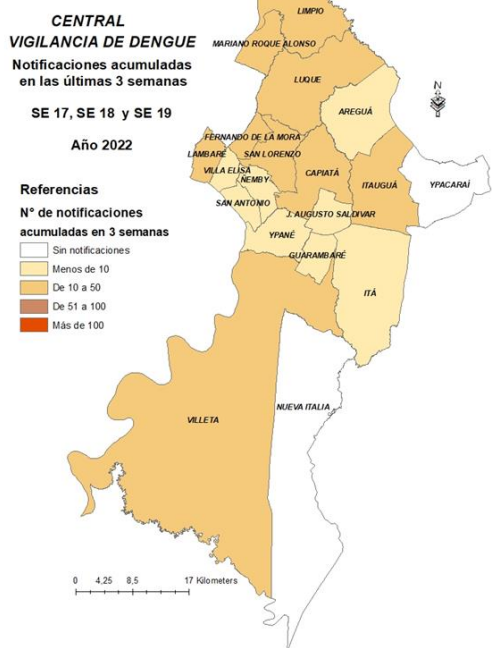 CENTRAL
VIGILANCIA DE DENGUE
Notificaciones acumuladas
en las últimas 3 semanas
SE 17, SE 18 y SE 19
Año 2022
Referencias
N° de notificaciones
acumuladas en 3 semanas
Sin notificaciones
Menos de 10
De 10 a 50
De 51 a 100
Más de 100
LIMPIO
MARIANO ROQUE ALONSO
LUQUE
N
AREGUÁ
FERNANDO DE LA MORA
LAMBARÉ
SAN LORENZO
VILLA ELISA
ÑEMBY
CAPIATÁ
ITAUGUÁ
YPACARAÍ
SAN ANTONIO
J. AUGUSTO SALDIVAR
YPANÉ
GUARAMBARÉ
ITÁ
VILLETA
NUEVA ITALIA
0 4,25 8,5 17 Kilometers